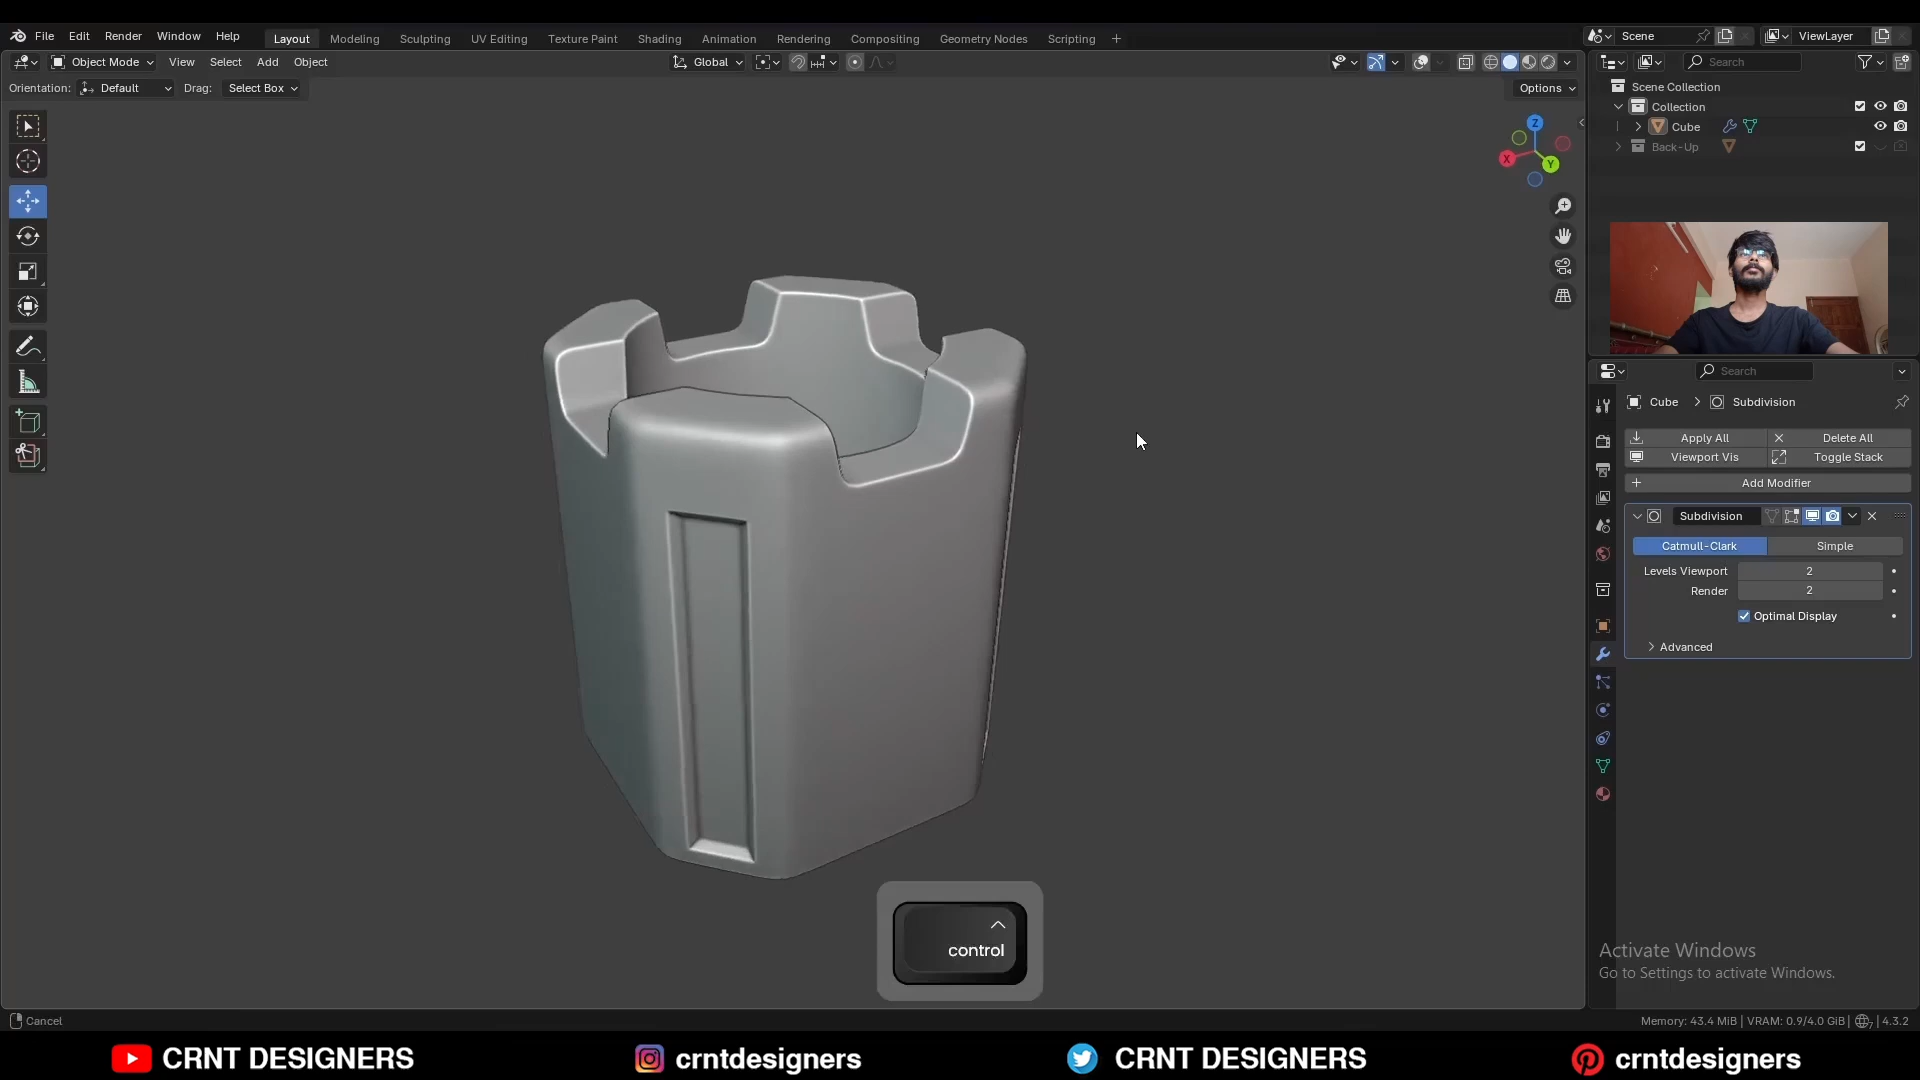 File Edit Render Window Help Layout Modeling Sculpting UV Editing Texture Paint Shading Animation Rendering Compositing Geometry Nodes Scripting + Scene ViewLayer
Object Mode View Select Add Object Global Search
Orientation: Default Drag: Select Box Options
Scene Collection
Collection
Cube
Back-Up
Z
X
Y
Search
Cube > Subdivision
Apply All Delete All
Viewport Vis Toggle Stack
Add Modifier
Subdivision
Catmull-Clark Simple
Levels Viewport 2
Render 2
Optimal Display
Advanced
control
Activate Windows
Go to Settings to activate Windows.
Cancel
Memory: 43.4 MiB | VRAM: 0.9/4.0 GiB | 7 | 4.3.2
CRNT DESIGNERS crntdesigners CRNT DESIGNERS crntdesigners